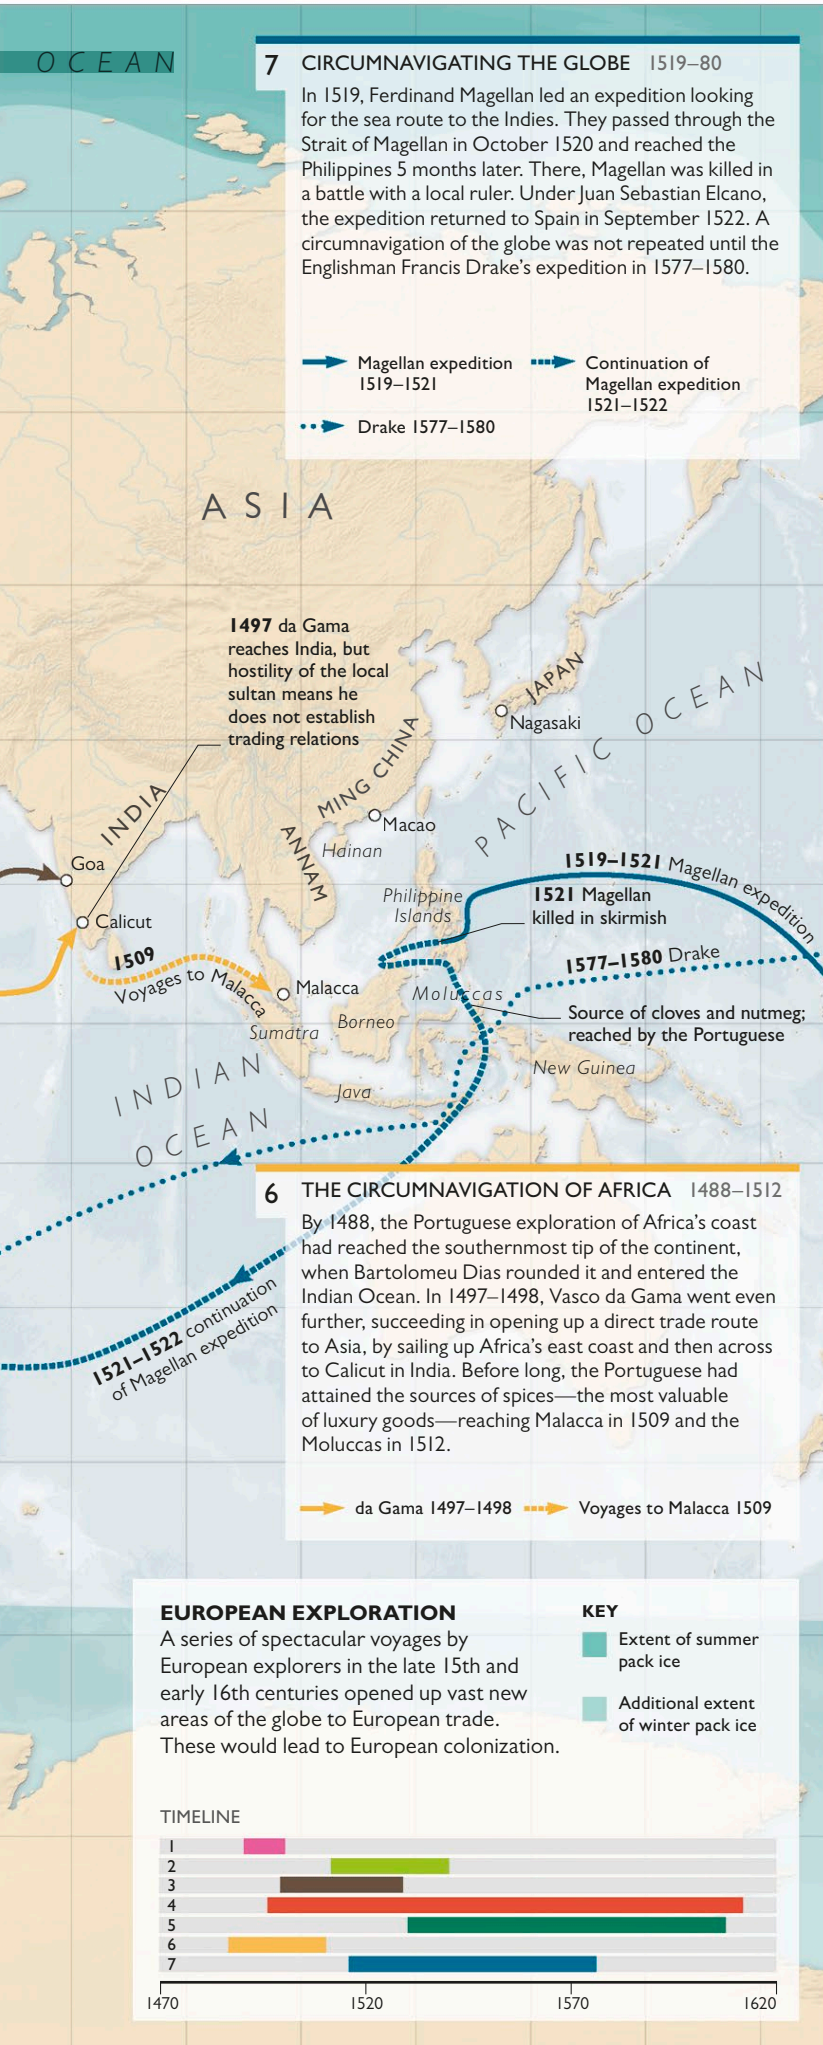 OCEAN
7 CIRCUMNAVIGATING THE GLOBE 1519–80
In 1519, Ferdinand Magellan led an expedition looking
for the sea route to the Indies. They passed through the
Strait of Magellan in October 1520 and reached the
Philippines 5 months later. There, Magellan was killed in
a battle with a local ruler. Under Juan Sebastian Elcano,
the expedition returned to Spain in September 1522. A
circumnavigation of the globe was not repeated until the
Englishman Francis Drake’s expedition in 1577–1580.
Magellan expedition
1519–1521
Continuation of
Magellan expedition
1521–1522
Drake 1577–1580
ASIA
1497 da Gama
reaches India, but
hostility of the local
sultan means he
does not establish
trading relations
JAPAN
Nagasaki
PACIFIC OCEAN
MING CHINA
INDIA
Macao
ANNAM
Hainan
Goa
1519–1521 Magellan expedition
Philippine
Islands
1521 Magellan
killed in skirmish
Calicut
1509
Voyages to Malacca
1577–1580 Drake
Malacca
Moluccas
Source of cloves and nutmeg;
reached by the Portuguese
Borneo
Sumatra
New Guinea
Java
INDIAN
OCEAN
6 THE CIRCUMNAVIGATION OF AFRICA 1488–1512
By 1488, the Portuguese exploration of Africa’s coast
had reached the southernmost tip of the continent,
when Bartolomeu Dias rounded it and entered the
Indian Ocean. In 1497–1498, Vasco da Gama went even
further, succeeding in opening up a direct trade route
to Asia, by sailing up Africa’s east coast and then across
to Calicut in India. Before long, the Portuguese had
attained the sources of spices—the most valuable
of luxury goods—reaching Malacca in 1509 and the
Moluccas in 1512.
da Gama 1497–1498
Voyages to Malacca 1509
1521–1522 continuation
of Magellan expedition
EUROPEAN EXPLORATION
A series of spectacular voyages by
European explorers in the late 15th and
early 16th centuries opened up vast new
areas of the globe to European trade.
These would lead to European colonization.
KEY
Extent of summer
pack ice
Additional extent
of winter pack ice
TIMELINE
1
2
3
4
5
6
7
1470 1520 1570 1620